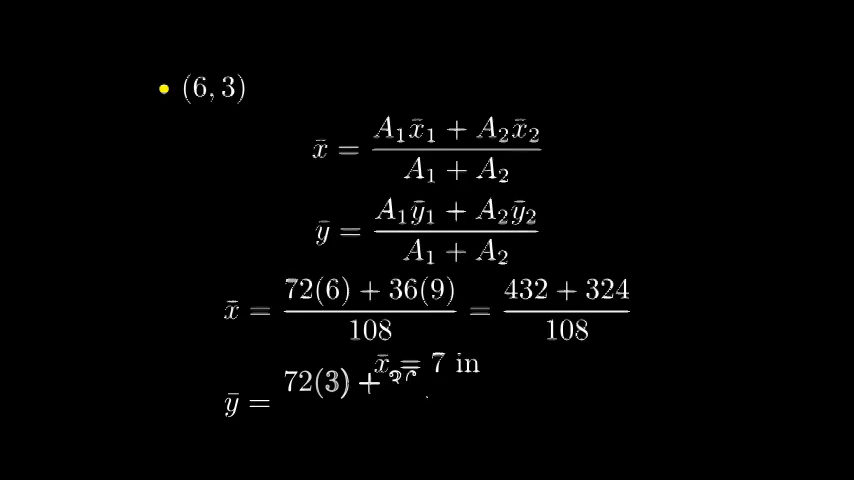 • (6, 3)
x̄ = (A₁x̄₁ + A₂x̄₂) / (A₁ + A₂)
ȳ = (A₁ȳ₁ + A₂ȳ₂) / (A₁ + A₂)
x̄ = (72(6) + 36(9)) / 108 = (432 + 324) / 108
x̄ = 7 in
ȳ = 72(3) +